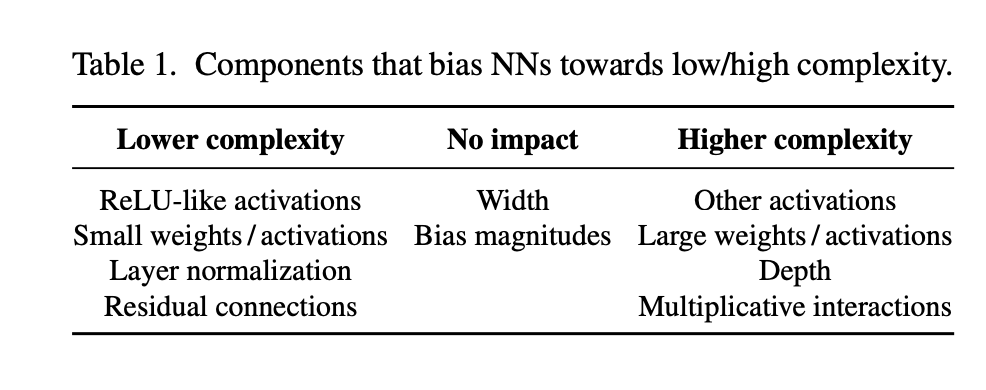 Table 1. Components that bias NNs towards low/high complexity.
Lower complexity No impact Higher complexity
ReLU-like activations Width Other activations
Small weights / activations Bias magnitudes Large weights / activations
Layer normalization Depth
Residual connections Multiplicative interactions